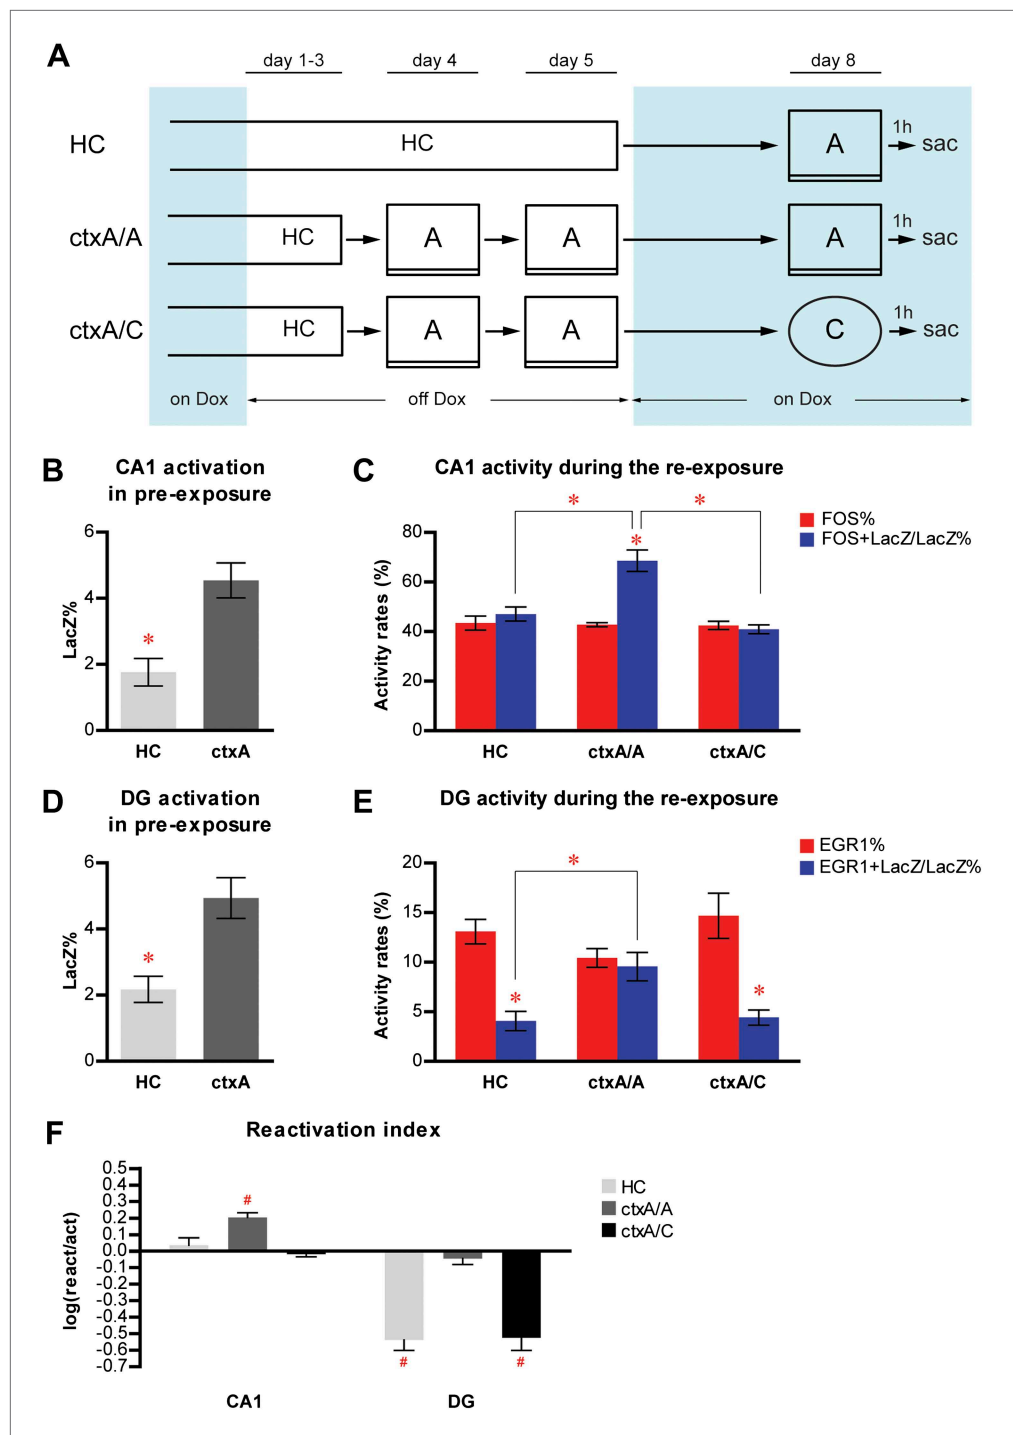 A
day 1-3
day 4
day 5
day 8
HC
HC
A
1h
sac
ctxA/A
HC
A
A
A
1h
sac
ctxA/C
HC
A
A
C
1h
sac
on Dox
off Dox
on Dox
B
CA1 activation
in pre-exposure
LacZ%
6
4
2
0
*
HC
ctxA
C
CA1 activity during the re-exposure
Activity rates (%)
80
60
40
20
0
*
*
*
HC
ctxA/A
ctxA/C
FOS%
FOS+LacZ/LacZ%
D
DG activation
in pre-exposure
LacZ%
6
4
2
0
*
HC
ctxA
E
DG activity during the re-exposure
Activity rates (%)
20
15
10
5
0
*
*
*
HC
ctxA/A
ctxA/C
EGR1%
EGR1+LacZ/LacZ%
F
Reactivation index
log(react/act)
0.5
0.4
0.3
0.2
0.1
0.0
-0.1
-0.2
-0.3
-0.4
-0.5
-0.6
-0.7
#
#
#
CA1
DG
HC
ctxA/A
ctxA/C